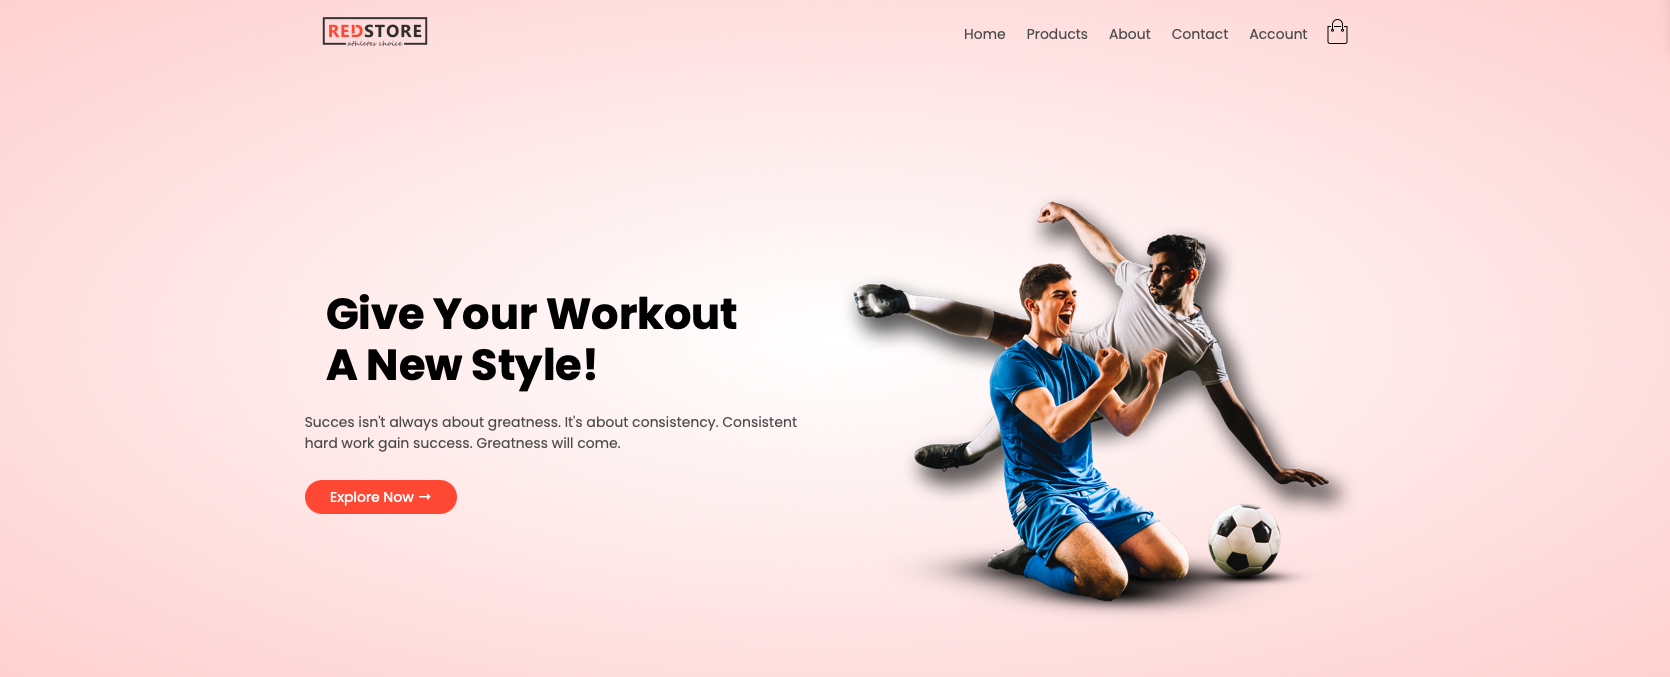 REDSTORE
athletes choice
Home Products About Contact Account
Give Your Workout
A New Style!
Succes isn't always about greatness. It's about consistency. Consistent
hard work gain success. Greatness will come.
Explore Now →